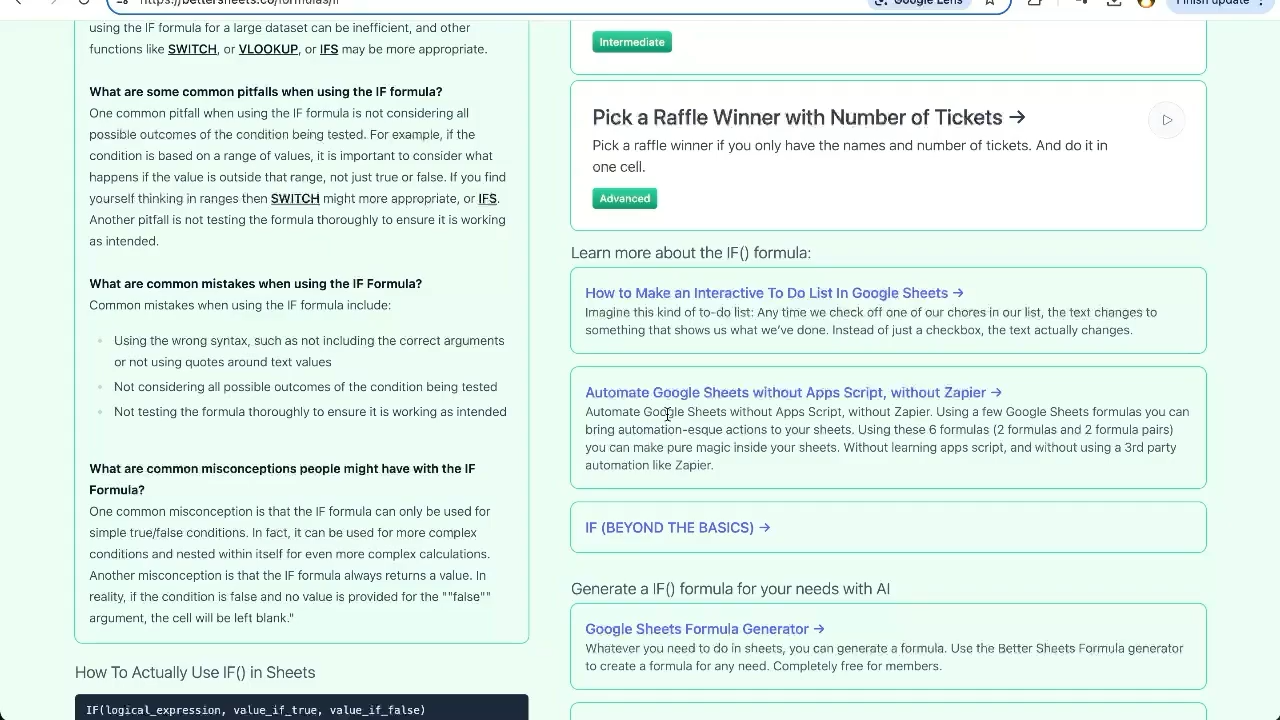 https://bettersheets.co/formulas/if
Google Lens
Finish update
using the IF formula for a large dataset can be inefficient, and other
functions like SWITCH, or VLOOKUP, or IFS may be more appropriate.
What are some common pitfalls when using the IF formula?
One common pitfall when using the IF formula is not considering all
possible outcomes of the condition being tested. For example, if the
condition is based on a range of values, it is important to consider what
happens if the value is outside that range, not just true or false. If you find
yourself thinking in ranges then SWITCH might more appropriate, or IFS.
Another pitfall is not testing the formula thoroughly to ensure it is working
as intended.
What are common mistakes when using the IF Formula?
Common mistakes when using the IF formula include:
Using the wrong syntax, such as not including the correct arguments
or not using quotes around text values
Not considering all possible outcomes of the condition being tested
Not testing the formula thoroughly to ensure it is working as intended
What are common misconceptions people might have with the IF
Formula?
One common misconception is that the IF formula can only be used for
simple true/false conditions. In fact, it can be used for more complex
conditions and nested within itself for even more complex calculations.
Another misconception is that the IF formula always returns a value. In
reality, if the condition is false and no value is provided for the ""false""
argument, the cell will be left blank."
How To Actually Use IF() in Sheets
IF(logical_expression, value_if_true, value_if_false)
Intermediate
Pick a Raffle Winner with Number of Tickets →
Pick a raffle winner if you only have the names and number of tickets. And do it in
one cell.
Advanced
Learn more about the IF() formula:
How to Make an Interactive To Do List In Google Sheets →
Imagine this kind of to-do list: Any time we check off one of our chores in our list, the text changes to
something that shows us what we've done. Instead of just a checkbox, the text actually changes.
Automate Google Sheets without Apps Script, without Zapier →
Automate Google Sheets without Apps Script, without Zapier. Using a few Google Sheets formulas you can
bring automation-esque actions to your sheets. Using these 6 formulas (2 formulas and 2 formula pairs)
you can make pure magic inside your sheets. Without learning apps script, and without using a 3rd party
automation like Zapier.
IF (BEYOND THE BASICS) →
Generate a IF() formula for your needs with AI
Google Sheets Formula Generator →
Whatever you need to do in sheets, you can generate a formula. Use the Better Sheets Formula generator
to create a formula for any need. Completely free for members.